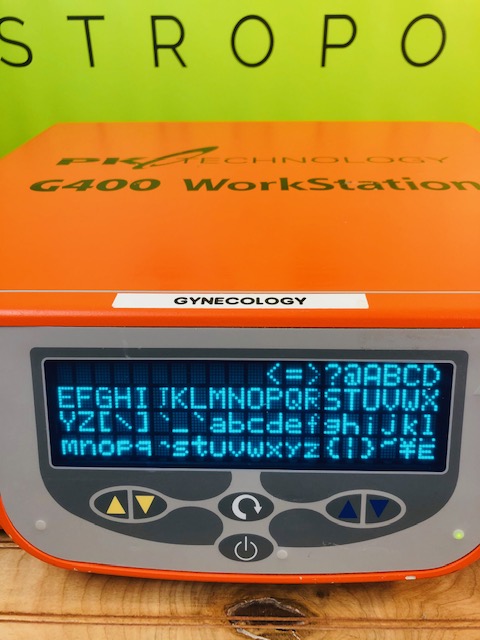 STROPO
PK TECHNOLOGY
G400 WorkStation
GYNECOLOGY
<=>?@ABCD
EFGHIJKLMNOPQRSTUVWX
YZ[\]^_`abcdefghijkl
mnopqrstuvwxyz{|}~¥E